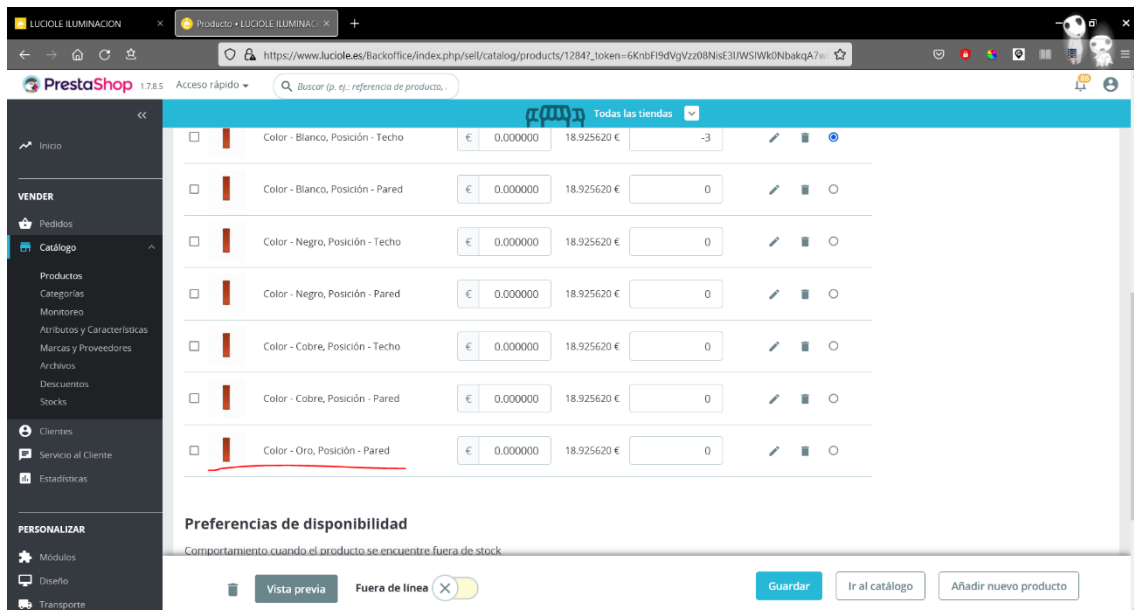 LUCIOLE ILUMINACION
Producto • LUCIOLE ILUMINACI
https://www.luciole.es/Backoffice/index.php/sell/catalog/products/1284?_token=6KnbFI9dVgVzz08NisE3lJWSIWk0NbakqA7w
PrestaShop 1.7.8.5 Acceso rápido Buscar (p. ej.: referencia de producto, .
Todas las tiendas
Inicio
VENDER
Pedidos
Catálogo
Productos
Categorías
Monitoreo
Atributos y Características
Marcas y Proveedores
Archivos
Descuentos
Stocks
Clientes
Servicio al Cliente
Estadísticas
PERSONALIZAR
Módulos
Diseño
Transporte
Color - Blanco, Posición - Techo € 0.000000 18.925620 € -3
Color - Blanco, Posición - Pared € 0.000000 18.925620 € 0
Color - Negro, Posición - Techo € 0.000000 18.925620 € 0
Color - Negro, Posición - Pared € 0.000000 18.925620 € 0
Color - Cobre, Posición - Techo € 0.000000 18.925620 € 0
Color - Cobre, Posición - Pared € 0.000000 18.925620 € 0
Color - Oro, Posición - Pared € 0.000000 18.925620 € 0
Preferencias de disponibilidad
Comportamiento cuando el producto se encuentre fuera de stock
Vista previa Fuera de línea Guardar Ir al catálogo Añadir nuevo producto